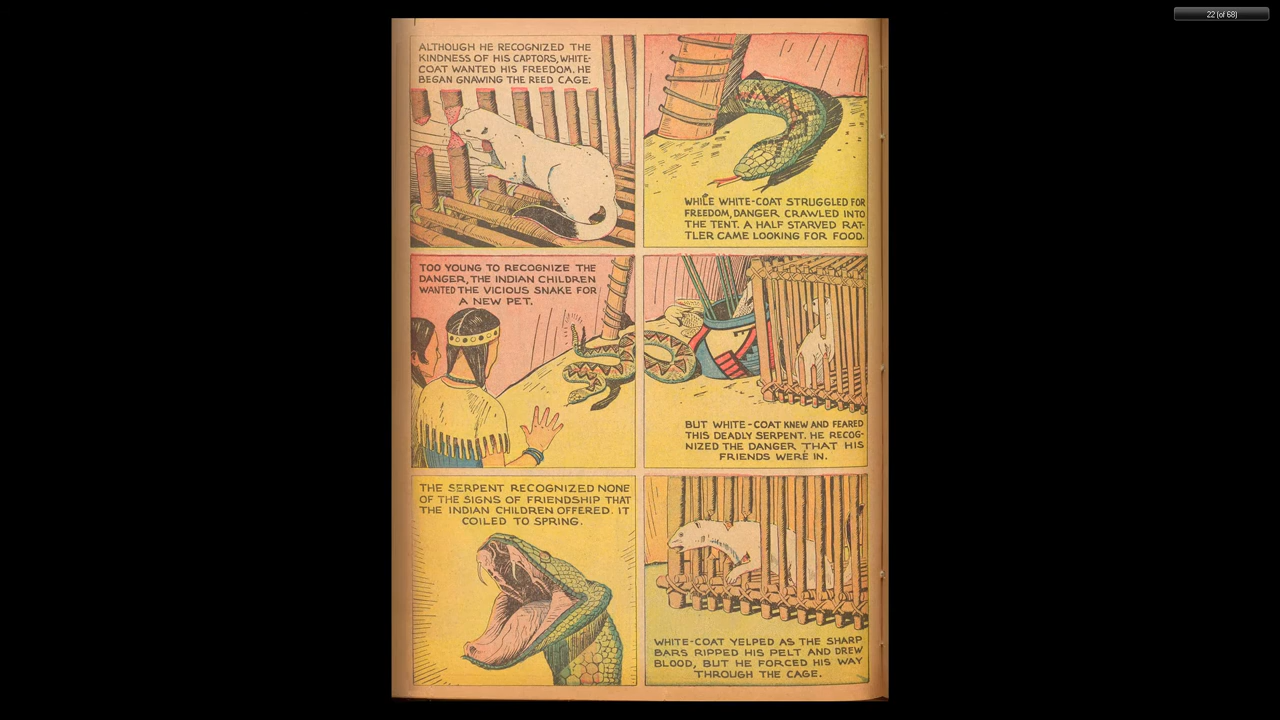 22 (of 68)
ALTHOUGH HE RECOGNIZED THE
KINDNESS OF HIS CAPTORS, WHITE-
COAT WANTED HIS FREEDOM. HE
BEGAN GNAWING THE REED CAGE.
WHILE WHITE-COAT STRUGGLED FOR
FREEDOM, DANGER CRAWLED INTO
THE TENT. A HALF STARVED RAT-
TLER CAME LOOKING FOR FOOD.
TOO YOUNG TO RECOGNIZE THE
DANGER, THE INDIAN CHILDREN
WANTED THE VICIOUS SNAKE FOR
A NEW PET.
BUT WHITE-COAT KNEW AND FEARED
THIS DEADLY SERPENT. HE RECOG-
NIZED THE DANGER THAT HIS
FRIENDS WERE IN.
THE SERPENT RECOGNIZED NONE
OF THE SIGNS OF FRIENDSHIP THAT
THE INDIAN CHILDREN OFFERED. IT
COILED TO SPRING.
WHITE-COAT YELPED AS THE SHARP
BARS RIPPED HIS PELT AND DREW
BLOOD, BUT HE FORCED HIS WAY
THROUGH THE CAGE.